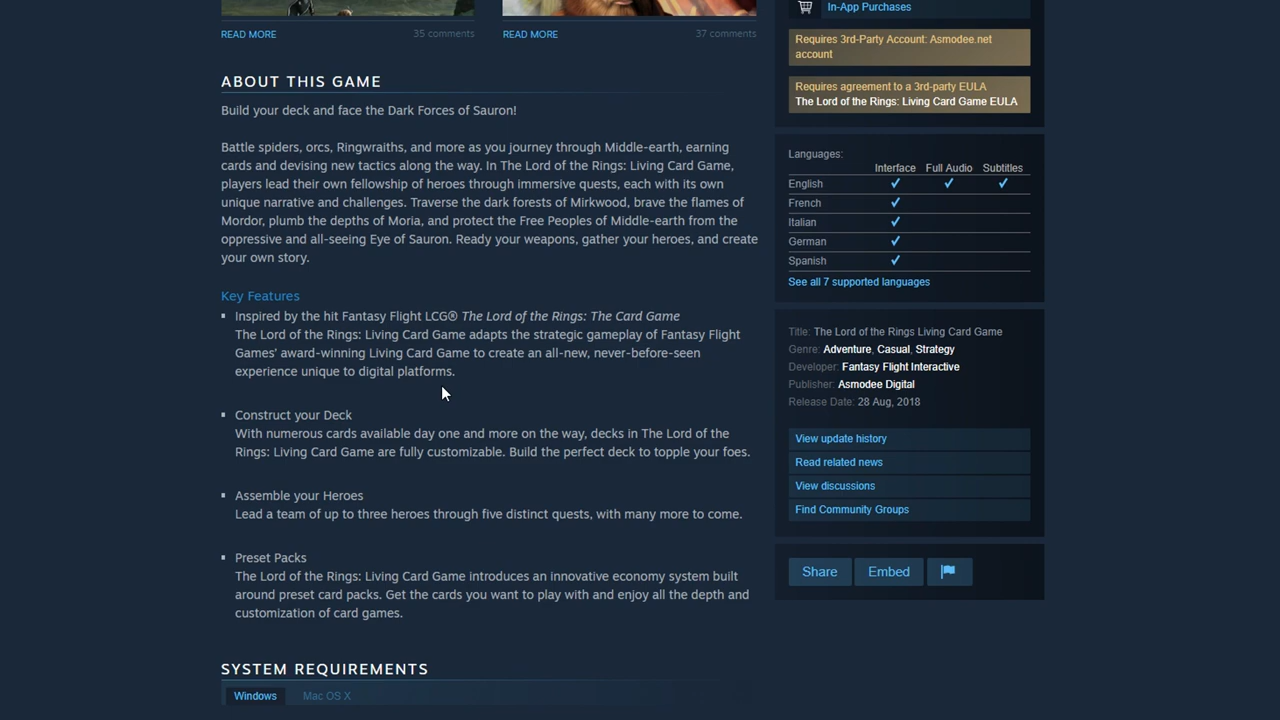 READ MORE
35 comments
READ MORE
37 comments
ABOUT THIS GAME
Build your deck and face the Dark Forces of Sauron!
Battle spiders, orcs, Ringwraiths, and more as you journey through Middle-earth, earning
cards and devising new tactics along the way. In The Lord of the Rings: Living Card Game,
players lead their own fellowship of heroes through immersive quests, each with its own
unique narrative and challenges. Traverse the dark forests of Mirkwood, brave the flames of
Mordor, plumb the depths of Moria, and protect the Free Peoples of Middle-earth from the
oppressive and all-seeing Eye of Sauron. Ready your weapons, gather your heroes, and create
your own story.
Key Features
Inspired by the hit Fantasy Flight LCG® The Lord of the Rings: The Card Game
The Lord of the Rings: Living Card Game adapts the strategic gameplay of Fantasy Flight
Games' award-winning Living Card Game to create an all-new, never-before-seen
experience unique to digital platforms.
Construct your Deck
With numerous cards available day one and more on the way, decks in The Lord of the
Rings: Living Card Game are fully customizable. Build the perfect deck to topple your foes.
Assemble your Heroes
Lead a team of up to three heroes through five distinct quests, with many more to come.
Preset Packs
The Lord of the Rings: Living Card Game introduces an innovative economy system built
around preset card packs. Get the cards you want to play with and enjoy all the depth and
customization of card games.
SYSTEM REQUIREMENTS
Windows
Mac OS X
In-App Purchases
Requires 3rd-Party Account: Asmodee.net
account
Requires agreement to a 3rd-party EULA
The Lord of the Rings: Living Card Game EULA
Languages:
Interface Full Audio Subtitles
English ✓ ✓ ✓
French ✓
Italian ✓
German ✓
Spanish ✓
See all 7 supported languages
Title: The Lord of the Rings Living Card Game
Genre: Adventure, Casual, Strategy
Developer: Fantasy Flight Interactive
Publisher: Asmodee Digital
Release Date: 28 Aug, 2018
View update history
Read related news
View discussions
Find Community Groups
Share
Embed